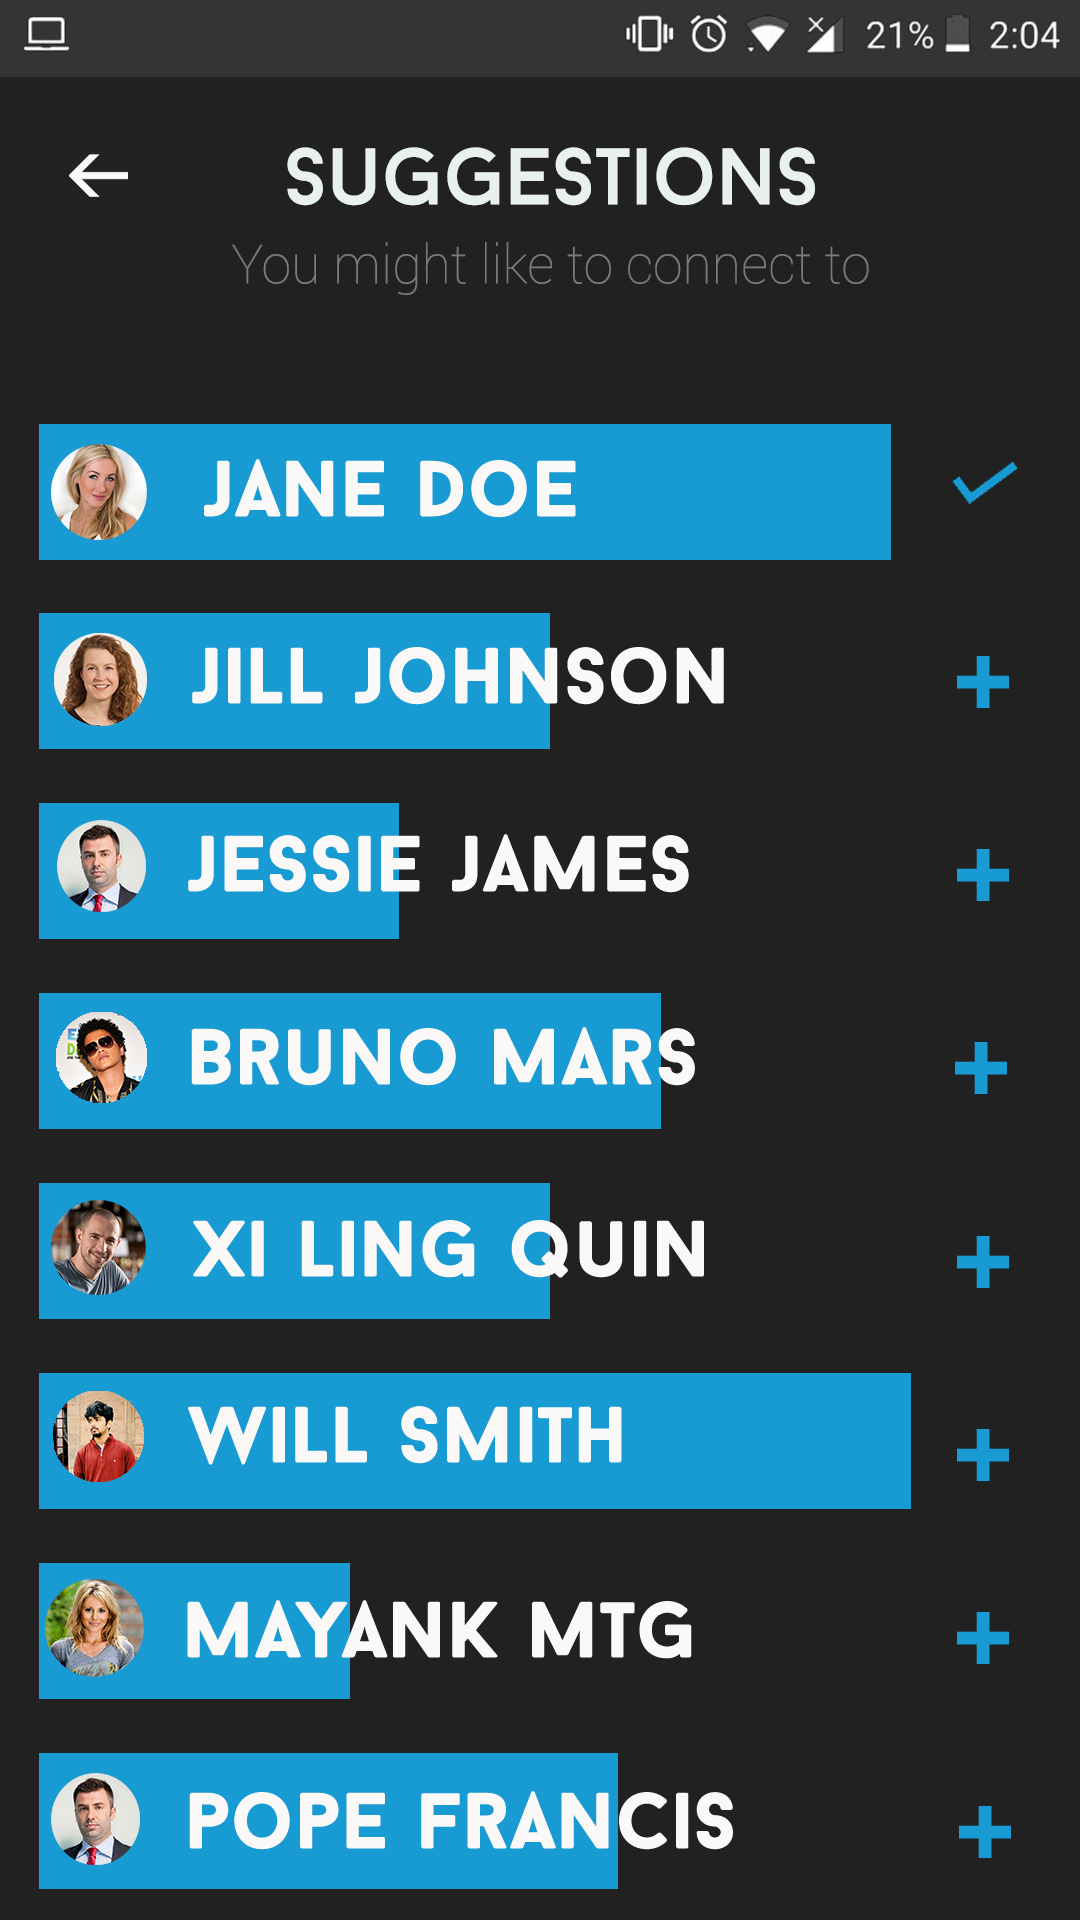 21% 2:04
SUGGESTIONS
You might like to connect to
JANE DOE
JILL JOHNSON
JESSIE JAMES
BRUNO MARS
XI LING QUIN
WILL SMITH
MAYANK MTG
POPE FRANCIS